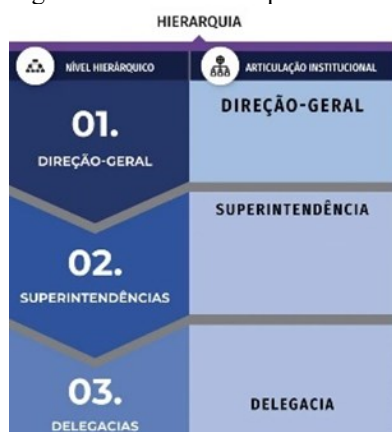 HIERARQUIA
NÍVEL HIERÁRQUICO
ARTICULAÇÃO INSTITUCIONAL
01.
DIREÇÃO-GERAL
DIREÇÃO-GERAL
02.
SUPERINTENDÊNCIAS
SUPERINTENDÊNCIA
03.
DELEGACIAS
DELEGACIA